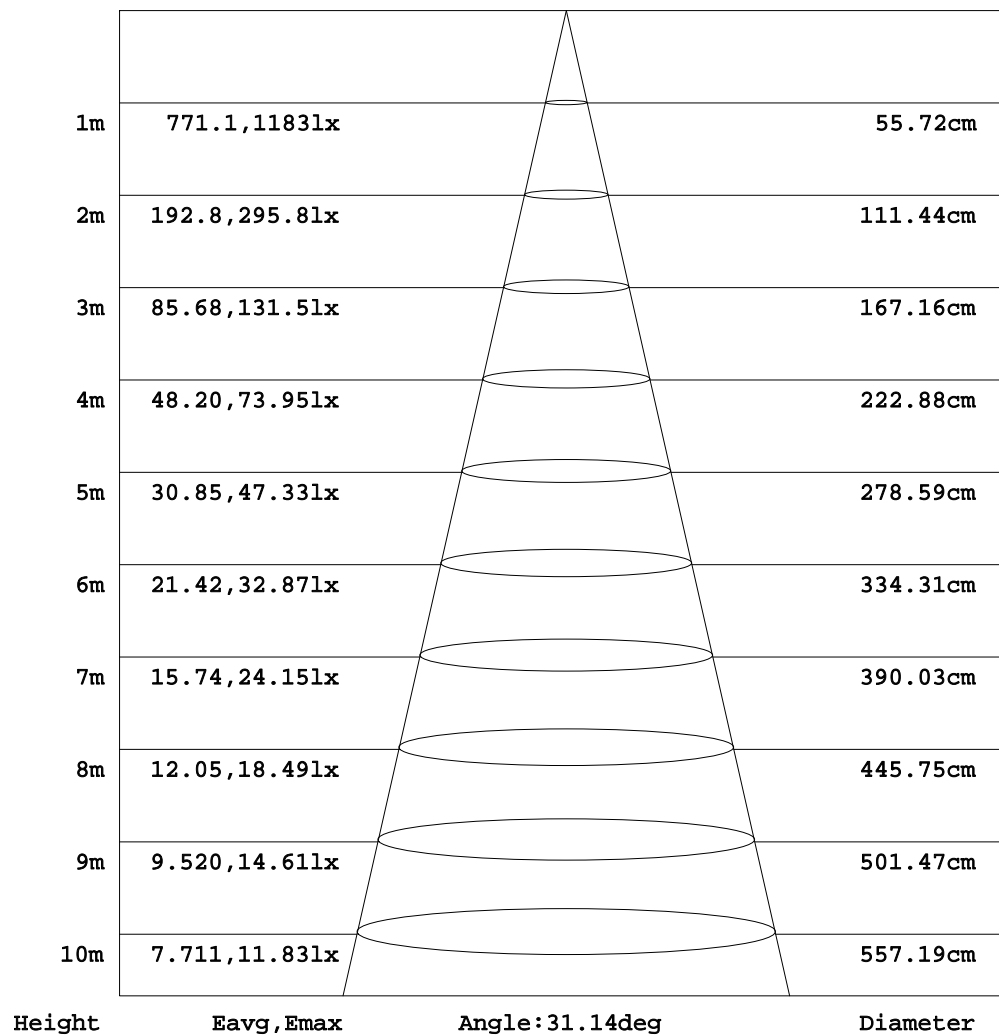 1m 771.1,1183lx 55.72cm
2m 192.8,295.8lx 111.44cm
3m 85.68,131.5lx 167.16cm
4m 48.20,73.95lx 222.88cm
5m 30.85,47.33lx 278.59cm
6m 21.42,32.87lx 334.31cm
7m 15.74,24.15lx 390.03cm
8m 12.05,18.49lx 445.75cm
9m 9.520,14.61lx 501.47cm
10m 7.711,11.83lx 557.19cm
Height Eavg,Emax Angle:31.14deg Diameter